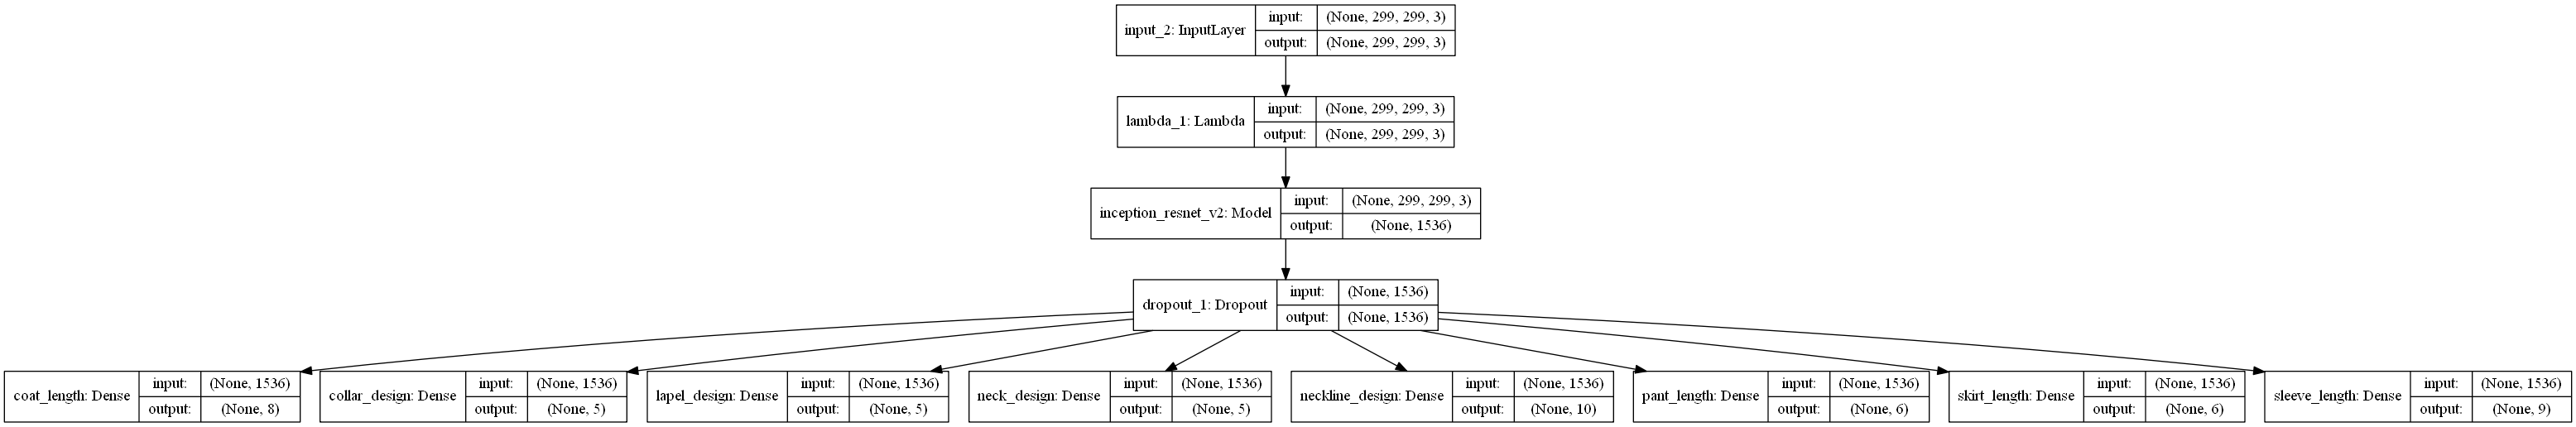 input_2: InputLayer
input: (None, 299, 299, 3)
output: (None, 299, 299, 3)
lambda_1: Lambda
input: (None, 299, 299, 3)
output: (None, 299, 299, 3)
inception_resnet_v2: Model
input: (None, 299, 299, 3)
output: (None, 1536)
dropout_1: Dropout
input: (None, 1536)
output: (None, 1536)
coat_length: Dense
input: (None, 1536)
output: (None, 8)
collar_design: Dense
input: (None, 1536)
output: (None, 5)
lapel_design: Dense
input: (None, 1536)
output: (None, 5)
neck_design: Dense
input: (None, 1536)
output: (None, 5)
neckline_design: Dense
input: (None, 1536)
output: (None, 10)
pant_length: Dense
input: (None, 1536)
output: (None, 6)
skirt_length: Dense
input: (None, 1536)
output: (None, 6)
sleeve_length: Dense
input: (None, 1536)
output: (None, 9)